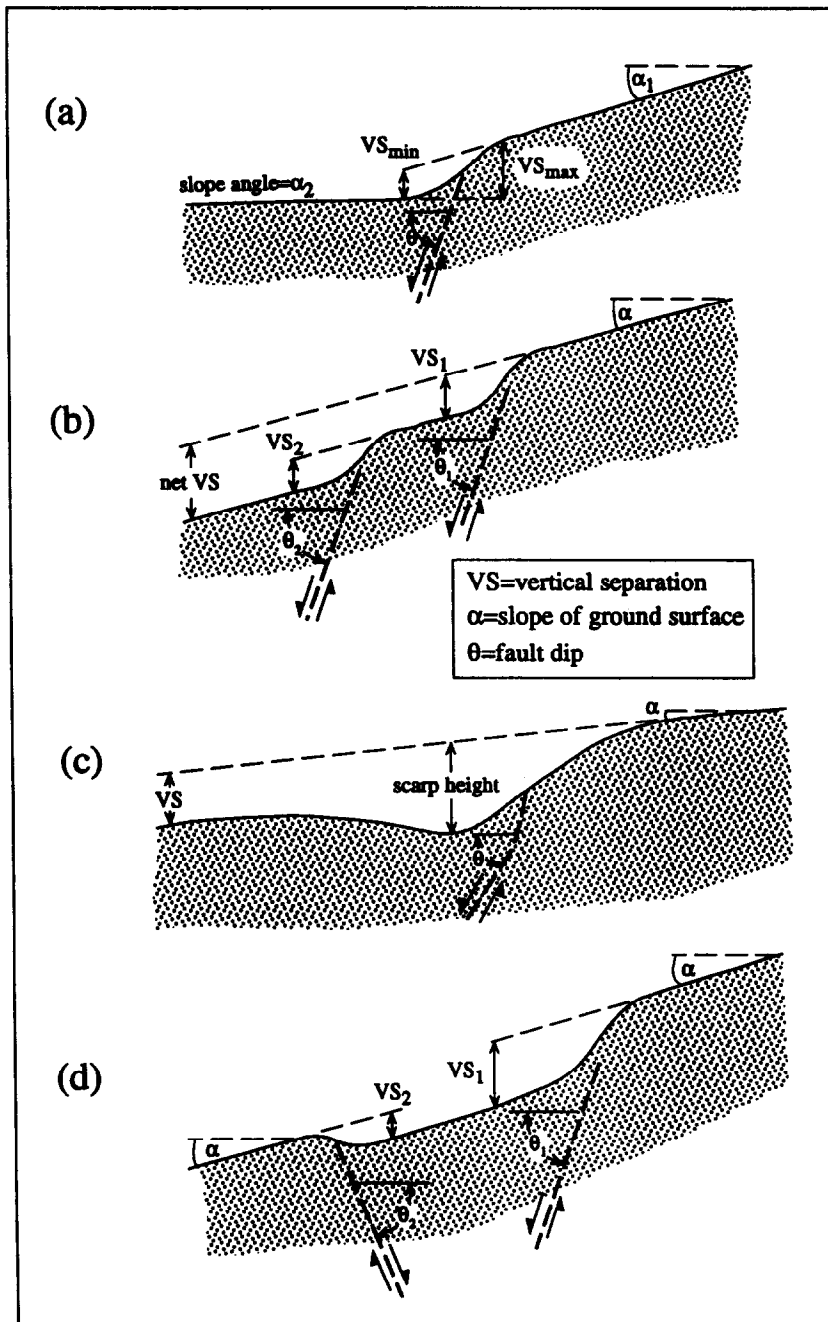 (a)
α₁
VSmin
VSmax
slope angle=α₂
θ
(b)
α
VS₁
VS₂
net VS
θ₁
θ₂
VS=vertical separation
α=slope of ground surface
θ=fault dip
(c)
α
VS
scarp height
θ
(d)
α
VS₁
VS₂
α
θ₁
θ₂